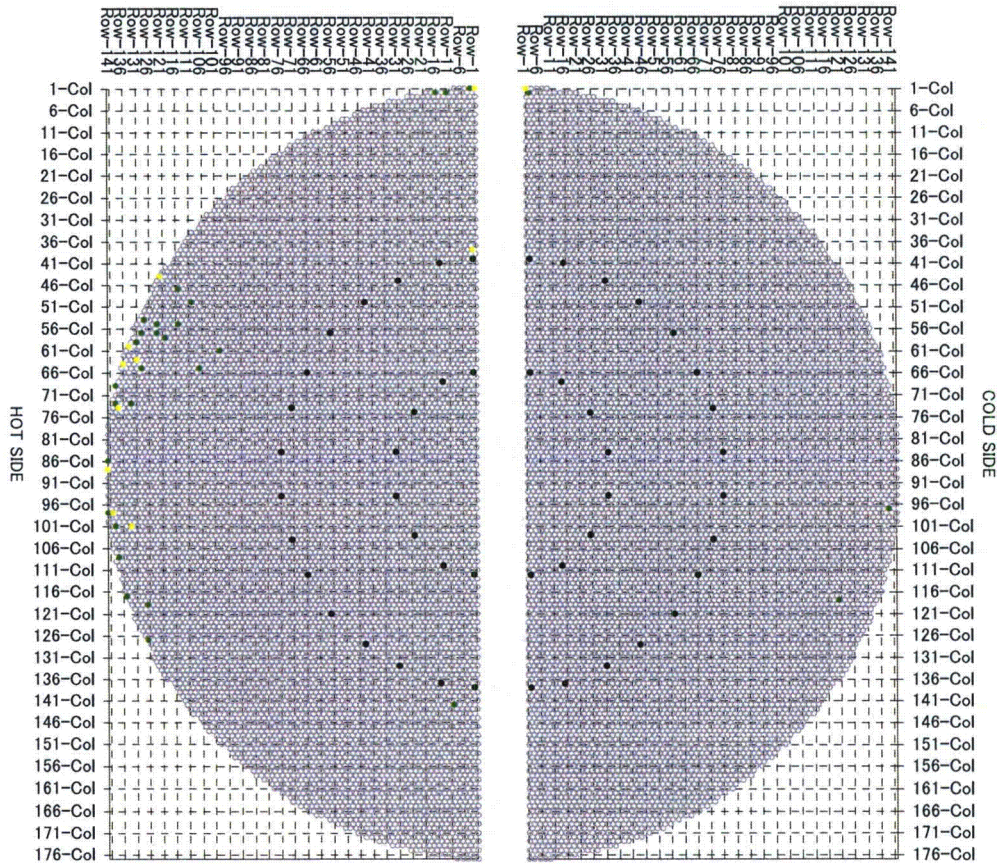 Row-141
Row-136
Row-131
Row-126
Row-121
Row-116
Row-111
Row-106
Row-101
Row-96
Row-91
Row-86
Row-81
Row-76
Row-71
Row-66
Row-61
Row-56
Row-51
Row-46
Row-41
Row-36
Row-31
Row-26
Row-21
Row-16
Row-11
Row-6
Row-1
Row-1
Row-6
Row-11
Row-16
Row-21
Row-26
Row-31
Row-36
Row-41
Row-46
Row-51
Row-56
Row-61
Row-66
Row-71
Row-76
Row-81
Row-86
Row-91
Row-96
Row-101
Row-106
Row-111
Row-116
Row-121
Row-126
Row-131
Row-136
Row-141
1-Col 1-Col
6-Col 6-Col
11-Col 11-Col
16-Col 16-Col
21-Col 21-Col
26-Col 26-Col
31-Col 31-Col
36-Col 36-Col
41-Col 41-Col
46-Col 46-Col
51-Col 51-Col
56-Col 56-Col
61-Col 61-Col
66-Col 66-Col
71-Col 71-Col
76-Col 76-Col
81-Col 81-Col
86-Col 86-Col
91-Col 91-Col
96-Col 96-Col
101-Col 101-Col
106-Col 106-Col
111-Col 111-Col
116-Col 116-Col
121-Col 121-Col
126-Col 126-Col
131-Col 131-Col
136-Col 136-Col
141-Col 141-Col
146-Col 146-Col
151-Col 151-Col
156-Col 156-Col
161-Col 161-Col
166-Col 166-Col
171-Col 171-Col
176-Col 176-Col
HOT SIDE
COLD SIDE